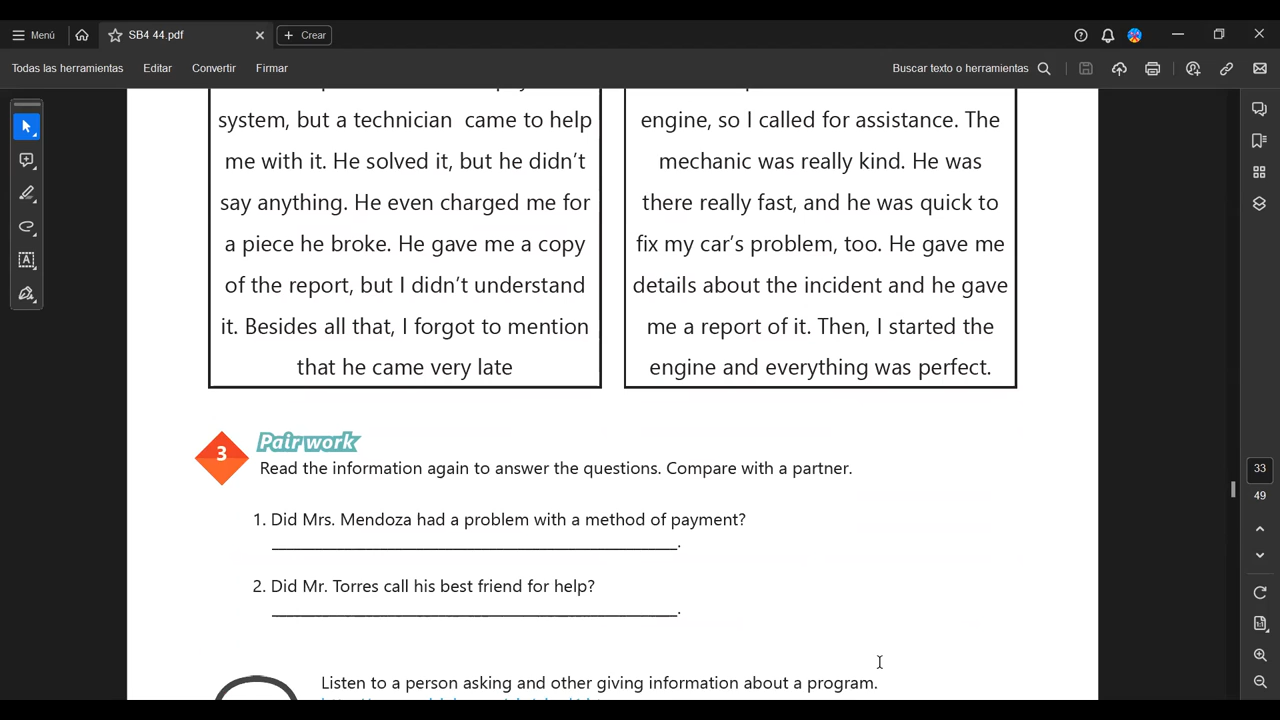 Menú
SB4 44.pdf
Crear
Todas las herramientas
Editar
Convertir
Firmar
Buscar texto o herramientas
system, but a technician came to help
me with it. He solved it, but he didn't
say anything. He even charged me for
a piece he broke. He gave me a copy
of the report, but I didn't understand
it. Besides all that, I forgot to mention
that he came very late
engine, so I called for assistance. The
mechanic was really kind. He was
there really fast, and he was quick to
fix my car's problem, too. He gave me
details about the incident and he gave
me a report of it. Then, I started the
engine and everything was perfect.
3
Pair work
Read the information again to answer the questions. Compare with a partner.
1. Did Mrs. Mendoza had a problem with a method of payment?
.
2. Did Mr. Torres call his best friend for help?
.
Listen to a person asking and other giving information about a program.
33
49